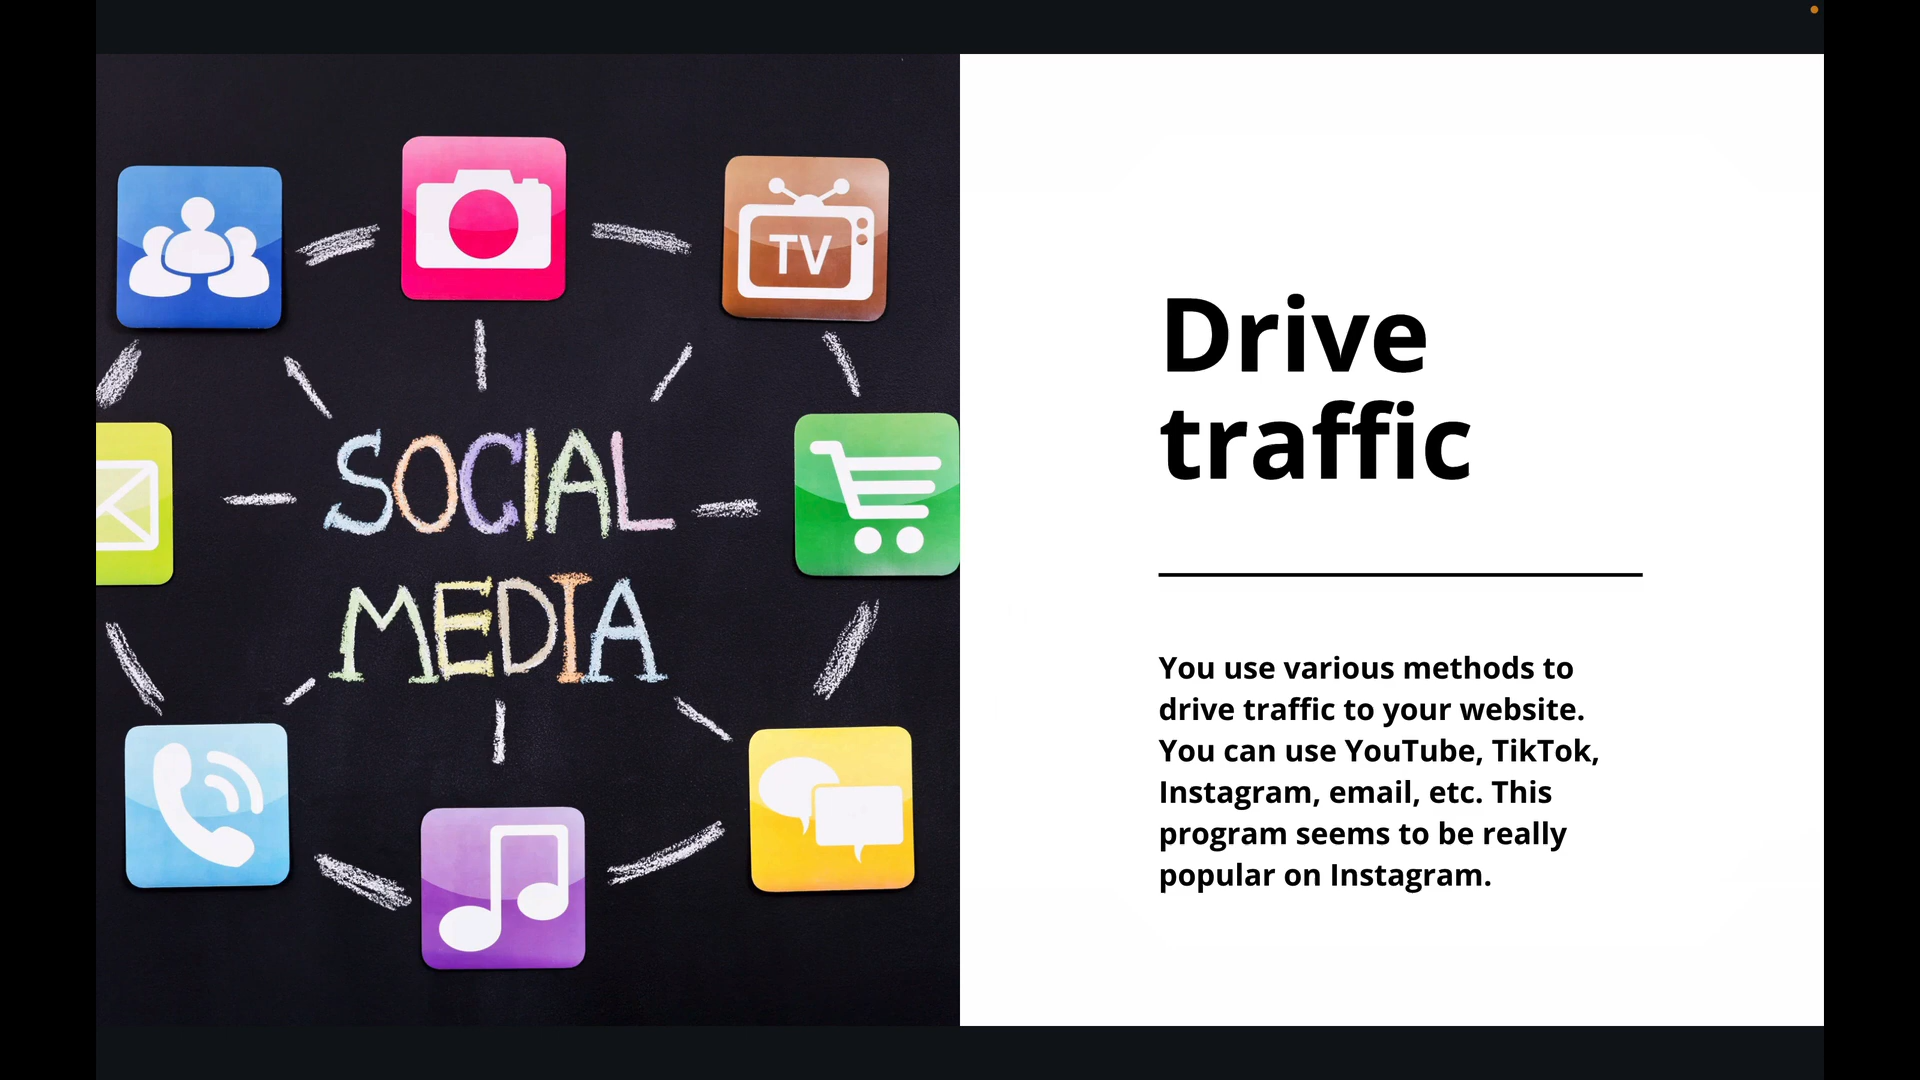 TV
SOCIAL
MEDIA
Drive
traffic
You use various methods to
drive traffic to your website.
You can use YouTube, TikTok,
Instagram, email, etc. This
program seems to be really
popular on Instagram.